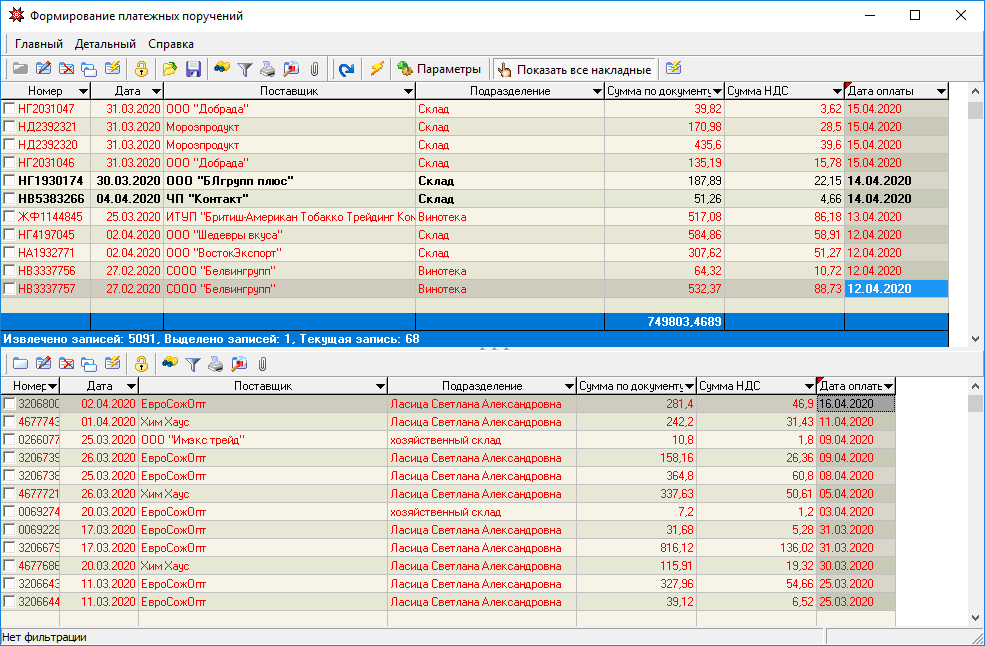 Формирование платежных поручений
Главный Детальный Справка
Параметры Показать все накладные
Номер Дата Поставщик Подразделение Сумма по документу Сумма НДС Дата оплаты
НГ2031047 31.03.2020 ООО "Добрада" Склад 39,82 3,62 15.04.2020
НД2392321 31.03.2020 Морозпродукт Склад 170,98 28,5 15.04.2020
НД2392320 31.03.2020 Морозпродукт Склад 435,6 39,6 15.04.2020
НГ2031046 31.03.2020 ООО "Добрада" Склад 135,19 15,78 15.04.2020
НГ1930174 30.03.2020 ООО "БЛгрупп плюс" Склад 187,89 22,15 14.04.2020
НВ5383266 04.04.2020 ЧП "Контакт" Склад 51,26 4,66 14.04.2020
ЖФ1144845 25.03.2020 ИТУП "Бритиш-Американ Тобакко Трейдинг Ком Винотека 517,08 86,18 13.04.2020
НГ4197045 02.04.2020 ООО "Шедевры вкуса" Склад 584,86 58,91 12.04.2020
НА1932771 02.04.2020 ООО "ВостокЭкспорт" Склад 307,62 51,27 12.04.2020
НВ3337756 27.02.2020 СООО "Белвингрупп" Винотека 64,32 10,72 12.04.2020
НВ3337757 27.02.2020 СООО "Белвингрупп" Винотека 532,37 88,73 12.04.2020
749803,4689
Извлечено записей: 5091, Выделено записей: 1, Текущая запись: 68
Номер Дата Поставщик Подразделение Сумма по документу Сумма НДС Дата оплать
3206800 02.04.2020 ЕвроСожОпт Ласица Светлана Александровна 281,4 46,9 16.04.2020
4677743 01.04.2020 Хим Хаус Ласица Светлана Александровна 242,2 31,43 11.04.2020
0266077 25.03.2020 ООО "Имэкс трейд" хозяйственный склад 10,8 1,8 09.04.2020
3206739 26.03.2020 ЕвроСожОпт Ласица Светлана Александровна 158,16 26,36 09.04.2020
3206738 25.03.2020 ЕвроСожОпт Ласица Светлана Александровна 364,8 60,8 08.04.2020
4677721 26.03.2020 Хим Хаус Ласица Светлана Александровна 337,63 50,61 05.04.2020
0069274 20.03.2020 ЕвроСожОпт хозяйственный склад 7,2 1,2 03.04.2020
0069228 17.03.2020 ЕвроСожОпт Ласица Светлана Александровна 31,68 5,28 31.03.2020
3206679 17.03.2020 ЕвроСожОпт Ласица Светлана Александровна 816,12 136,02 31.03.2020
4677686 20.03.2020 Хим Хаус Ласица Светлана Александровна 115,91 19,32 30.03.2020
3206643 11.03.2020 ЕвроСожОпт Ласица Светлана Александровна 327,96 54,66 25.03.2020
3206644 11.03.2020 ЕвроСожОпт Ласица Светлана Александровна 39,12 6,52 25.03.2020
Нет фильтрации